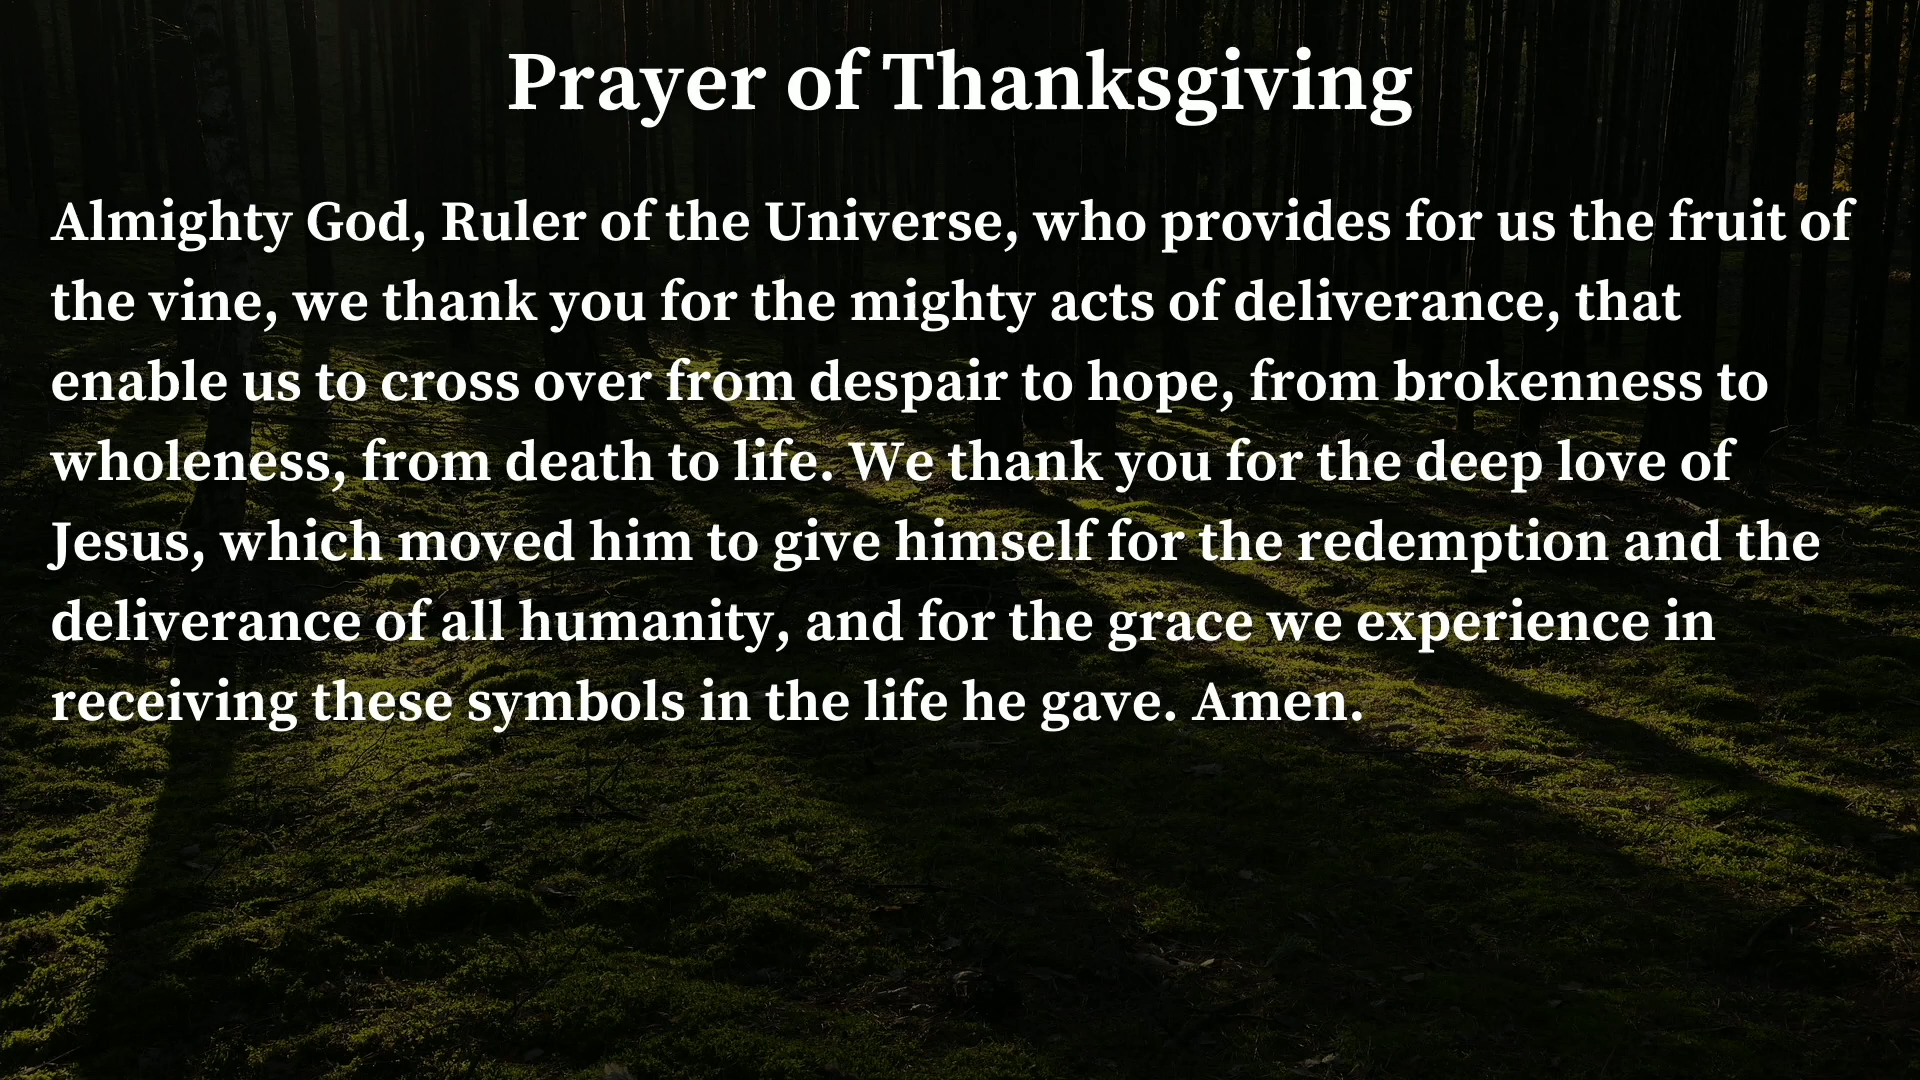 Prayer of Thanksgiving
Almighty God, Ruler of the Universe, who provides for us the fruit of
the vine, we thank you for the mighty acts of deliverance, that
enable us to cross over from despair to hope, from brokenness to
wholeness, from death to life. We thank you for the deep love of
Jesus, which moved him to give himself for the redemption and the
deliverance of all humanity, and for the grace we experience in
receiving these symbols in the life he gave. Amen.